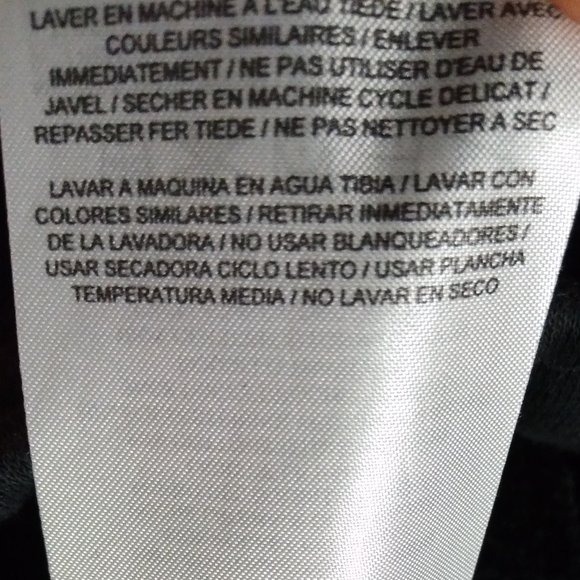 LAVER EN MACHINE A L'EAU TIEDE / LAVER AVEC
COULEURS SIMILAIRES / ENLEVER
IMMEDIATEMENT / NE PAS UTILISER D'EAU DE
JAVEL / SECHER EN MACHINE CYCLE DELICAT /
REPASSER FER TIEDE / NE PAS NETTOYER A SEC
LAVAR A MAQUINA EN AGUA TIBIA / LAVAR CON
COLORES SIMILARES / RETIRAR INMEDIATAMENTE
DE LA LAVADORA / NO USAR BLANQUEADORES /
USAR SECADORA CICLO LENTO / USAR PLANCHA
TEMPERATURA MEDIA / NO LAVAR EN SECO